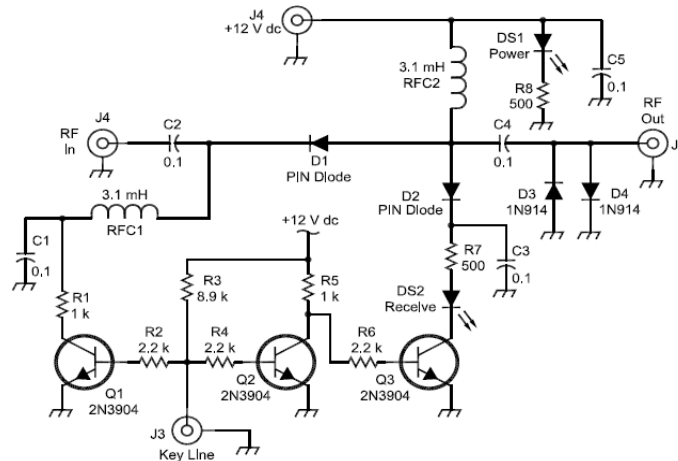 J4
+12 V dc
DS1
Power
C5
0.1
3.1 mH
RFC2
R8
500
J4
RF
In
C2
0.1
D1
PIN Diode
C4
0.1
RF
Out
J
3.1 mH
RFC1
D2
PIN Diode
D3
1N914
D4
1N914
C1
0,1
+12 V dc
R7
500
C3
0.1
R1
1 k
R3
8.9 k
R5
1 k
DS2
Receive
R2
2.2 k
R4
2,2 k
R6
2.2 k
Q1
2N3904
Q2
2N3904
Q3
2N3904
J3
Key Line